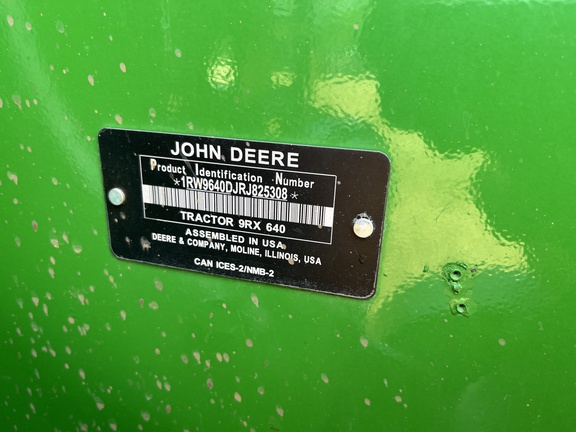 JOHN DEERE
Product Identification Number
*1RW9640DJRJ825308*
TRACTOR 9RX 640
ASSEMBLED IN USA
DEERE & COMPANY, MOLINE, ILLINOIS, USA
CAN ICES-2/NMB-2